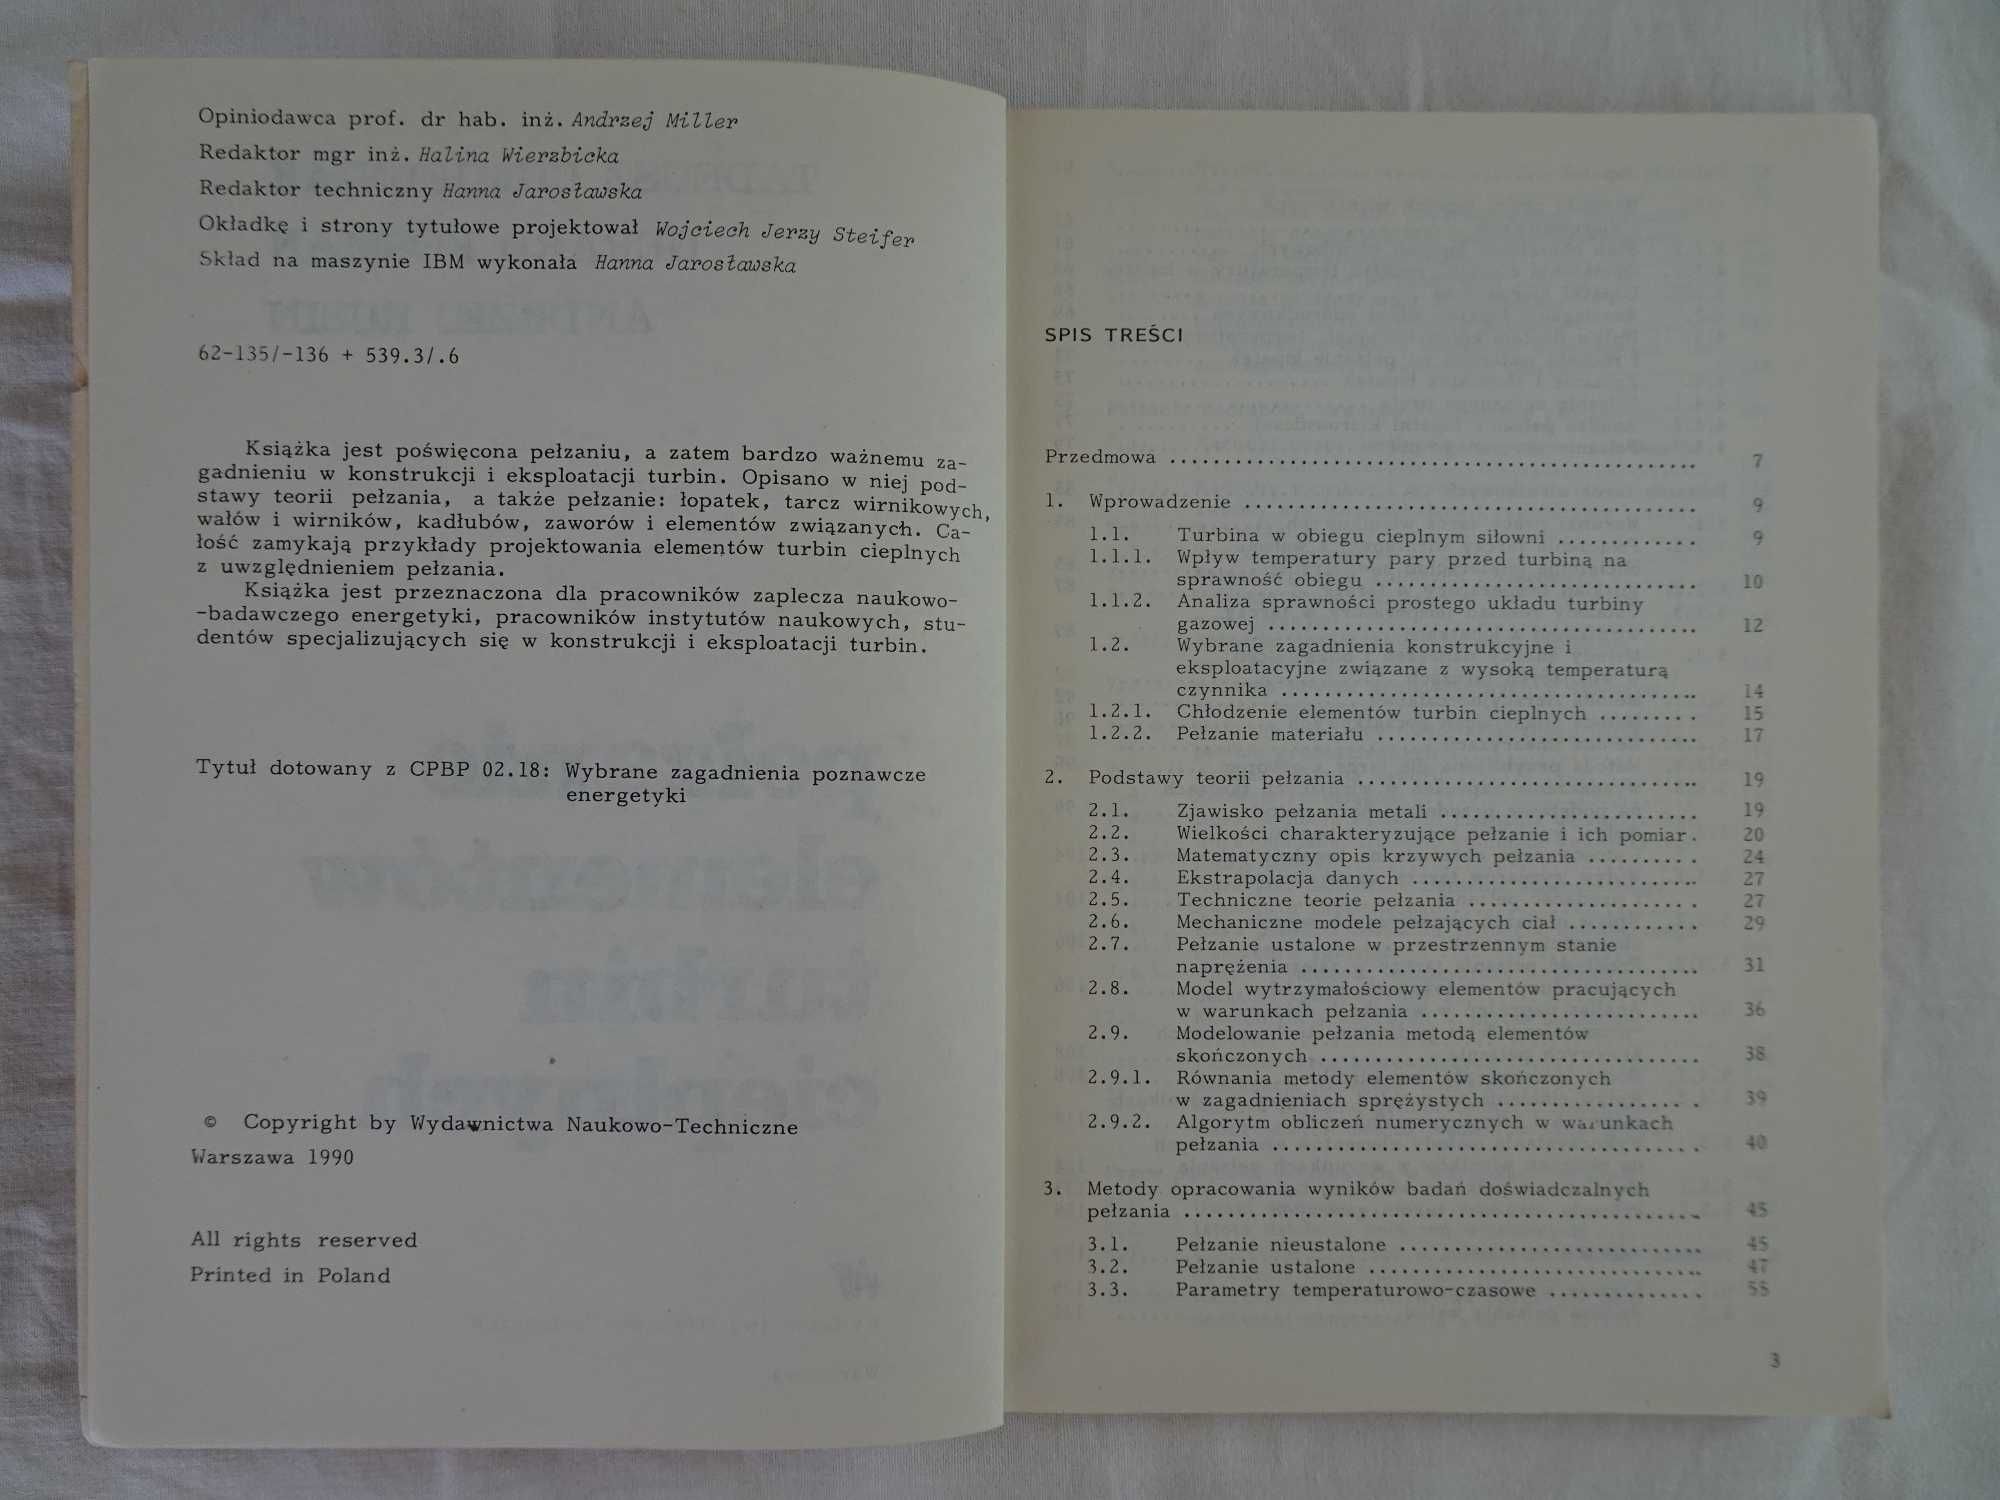 Opiniodawca prof. dr hab. inż. Andrzej Miller
Redaktor mgr inż. Halina Wierzbicka
Redaktor techniczny Hanna Jarosławska
Okładkę i strony tytułowe projektował Wojciech Jerzy Steifer
Skład na maszynie IBM wykonała Hanna Jarosławska
62-135/-136 + 539.3/.6
Książka jest poświęcona pełzaniu, a zatem bardzo ważnemu za-
gadnieniu w konstrukcji i eksploatacji turbin. Opisano w niej pod-
stawy teorii pełzania, a także pełzanie: łopatek, tarcz wirnikowych,
wałów i wirników, kadłubów, zaworów i elementów związanych. Ca-
łość zamykają przykłady projektowania elementów turbin cieplnych
z uwzględnieniem pełzania.
Książka jest przeznaczona dla pracowników zaplecza naukowo-
-badawczego energetyki, pracowników instytutów naukowych, stu-
dentów specjalizujących się w konstrukcji i eksploatacji turbin.
Tytuł dotowany z CPBP 02.18: Wybrane zagadnienia poznawcze
energetyki
© Copyright by Wydawnictwa Naukowo-Techniczne
Warszawa 1990
All rights reserved
Printed in Poland
SPIS TREŚCI
Przedmowa ........ 7
1. Wprowadzenie ........ 9
1.1. Turbina w obiegu cieplnym siłowni ........ 9
1.1.1. Wpływ temperatury pary przed turbiną na
sprawność obiegu ........ 10
1.1.2. Analiza sprawności prostego układu turbiny
gazowej ........ 12
1.2. Wybrane zagadnienia konstrukcyjne i
eksploatacyjne związane z wysoką temperaturą
czynnika ........ 14
1.2.1. Chłodzenie elementów turbin cieplnych ........ 15
1.2.2. Pełzanie materiału ........ 17
2. Podstawy teorii pełzania ........ 19
2.1. Zjawisko pełzania metali ........ 19
2.2. Wielkości charakteryzujące pełzanie i ich pomiar . 20
2.3. Matematyczny opis krzywych pełzania ........ 24
2.4. Ekstrapolacja danych ........ 27
2.5. Techniczne teorie pełzania ........ 27
2.6. Mechaniczne modele pełzających ciał ........ 29
2.7. Pełzanie ustalone w przestrzennym stanie
naprężenia ........ 31
2.8. Model wytrzymałościowy elementów pracujących
w warunkach pełzania ........ 36
2.9. Modelowanie pełzania metodą elementów
skończonych ........ 38
2.9.1. Równania metody elementów skończonych
w zagadnieniach sprężystych ........ 39
2.9.2. Algorytm obliczeń numerycznych w warunkach
pełzania ........ 40
3. Metody opracowania wyników badań doświadczalnych
pełzania ........ 45
3.1. Pełzanie nieustalone ........ 45
3.2. Pełzanie ustalone ........ 47
3.3. Parametry temperaturowo-czasowe ........ 55
3